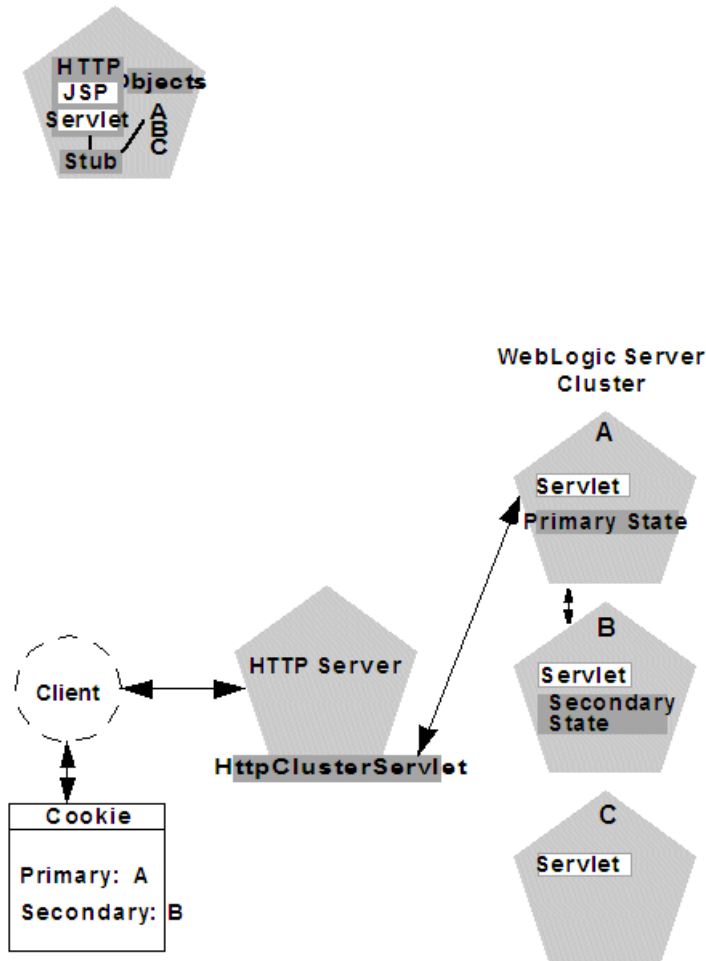 HTTP
Objects
JSP
Servlet
A
B
C
Stub
WebLogic Server
Cluster
A
Servlet
Primary State
B
Servlet
Secondary
State
C
Servlet
HTTP Server
HttpClusterServlet
Client
Cookie
Primary: A
Secondary: B